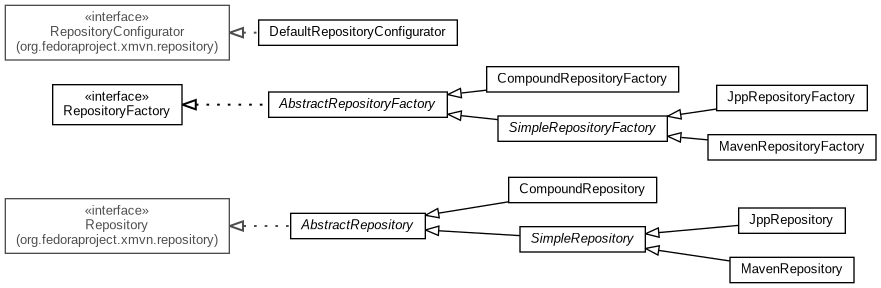 «interface»
RepositoryConfigurator
(org.fedoraproject.xmvn.repository)
DefaultRepositoryConfigurator
«interface»
RepositoryFactory
AbstractRepositoryFactory
CompoundRepositoryFactory
SimpleRepositoryFactory
JppRepositoryFactory
MavenRepositoryFactory
«interface»
Repository
(org.fedoraproject.xmvn.repository)
AbstractRepository
CompoundRepository
SimpleRepository
JppRepository
MavenRepository